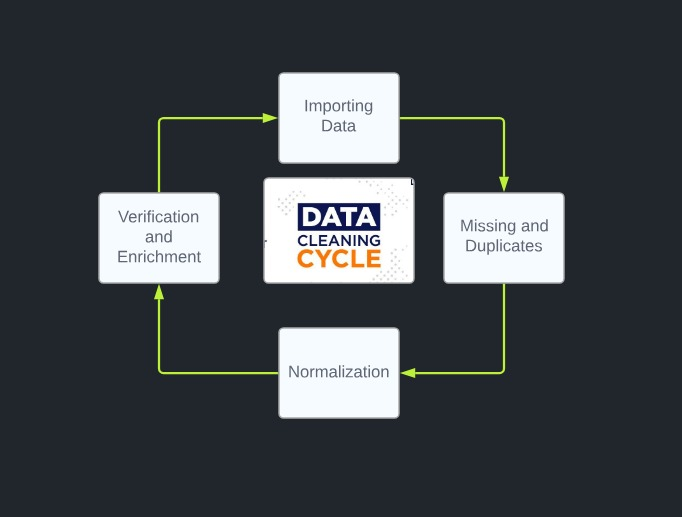 Importing
Data
Verification
and
Enrichment
DATA
CLEANING
CYCLE
Missing and
Duplicates
Normalization